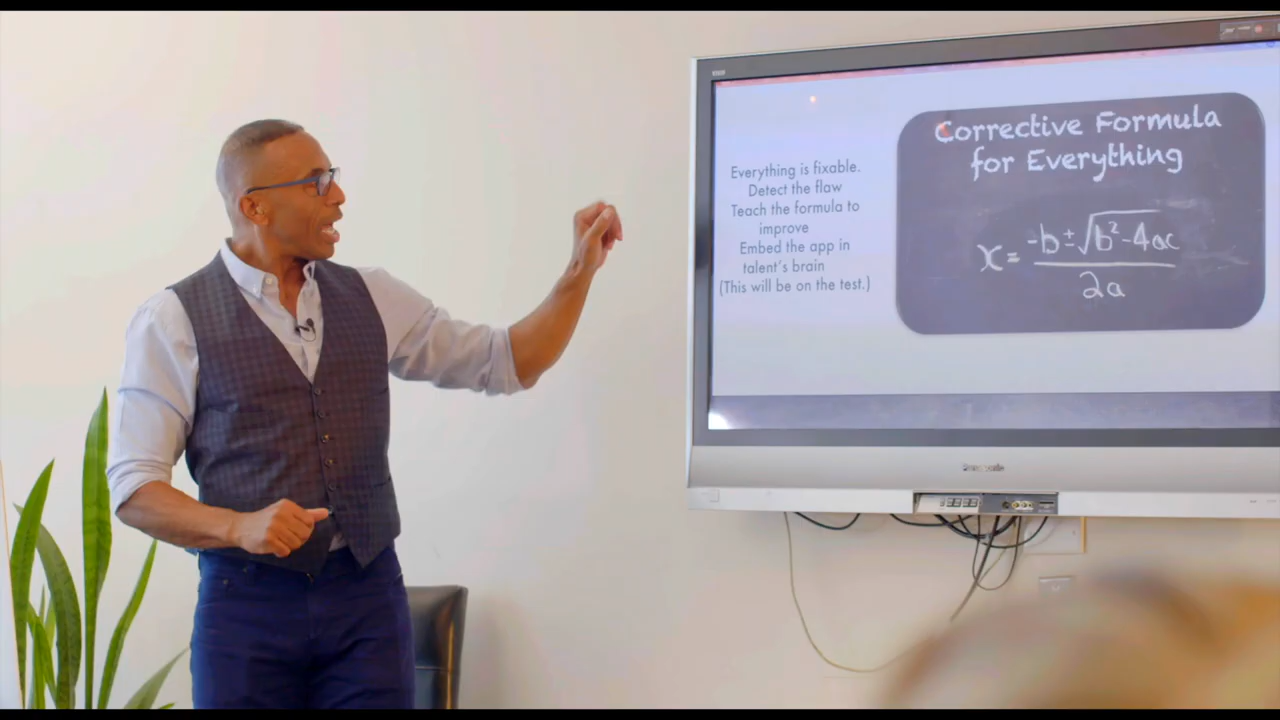 Everything is fixable.
Detect the flaw
Teach the formula to
improve
Embed the app in
talent's brain
(This will be on the test.)
Corrective Formula
for Everything
x = -b ± √b² - 4ac
2a